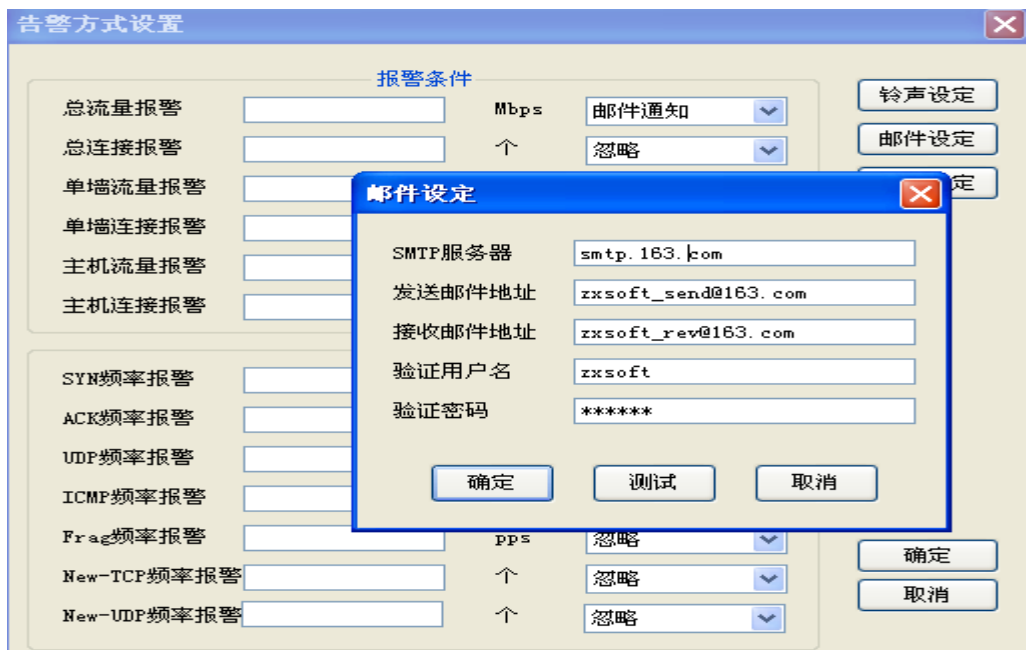 告警方式设置
报警条件
总流量报警 Mbps 邮件通知 铃声设定
总连接报警 个 忽略 邮件设定
单墙流量报警 定
单墙连接报警
主机流量报警
主机连接报警
邮件设定
SMTP服务器 smtp.163.com
发送邮件地址 zxsoft_send@163.com
接收邮件地址 zxsoft_rev@163.com
验证用户名 zxsoft
验证密码 ******
确定 测试 取消
SYN频率报警
ACK频率报警
UDP频率报警
ICMP频率报警
Frag频率报警 pps 忽略
New-TCP频率报警 个 忽略 确定
New-UDP频率报警 个 忽略 取消